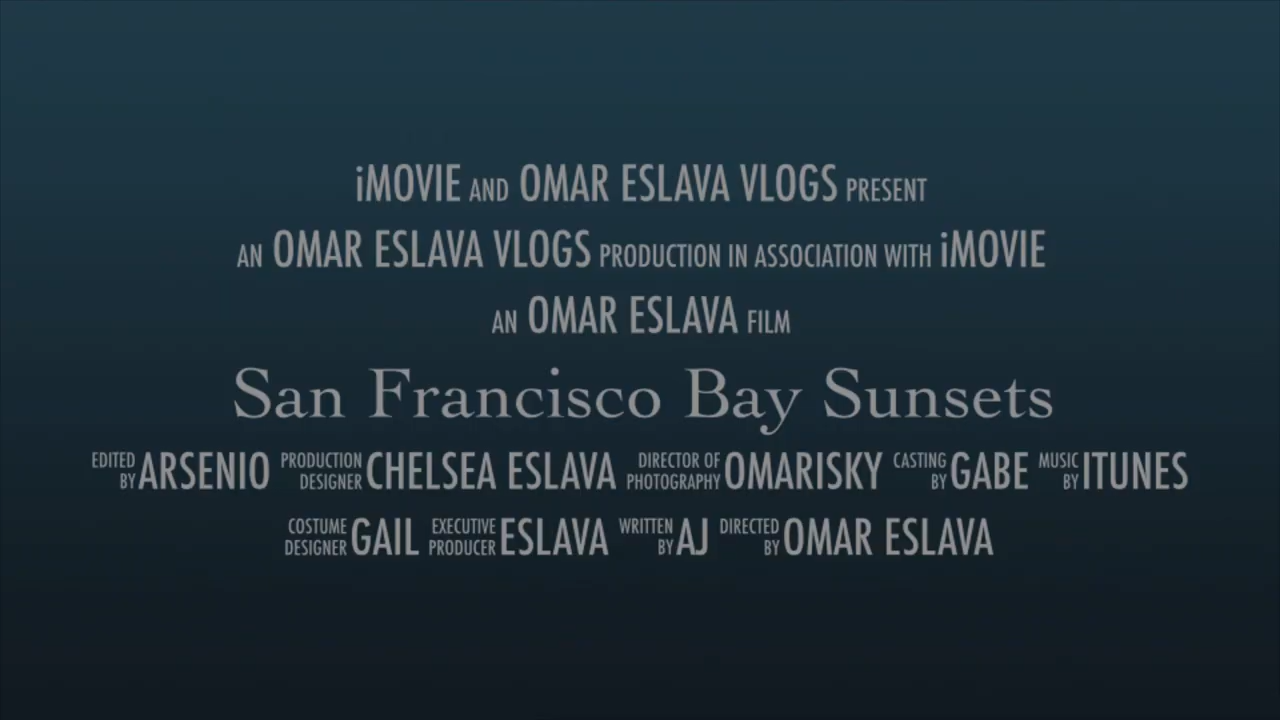 iMOVIE AND OMAR ESLAVA VLOGS PRESENT
AN OMAR ESLAVA VLOGS PRODUCTION IN ASSOCIATION WITH iMOVIE
AN OMAR ESLAVA FILM
San Francisco Bay Sunsets
EDITED BY ARSENIO PRODUCTION DESIGNER CHELSEA ESLAVA DIRECTOR OF PHOTOGRAPHY OMARISKY CASTING BY GABE MUSIC BY ITUNES
COSTUME DESIGNER GAIL EXECUTIVE PRODUCER ESLAVA WRITTEN BY AJ DIRECTED BY OMAR ESLAVA